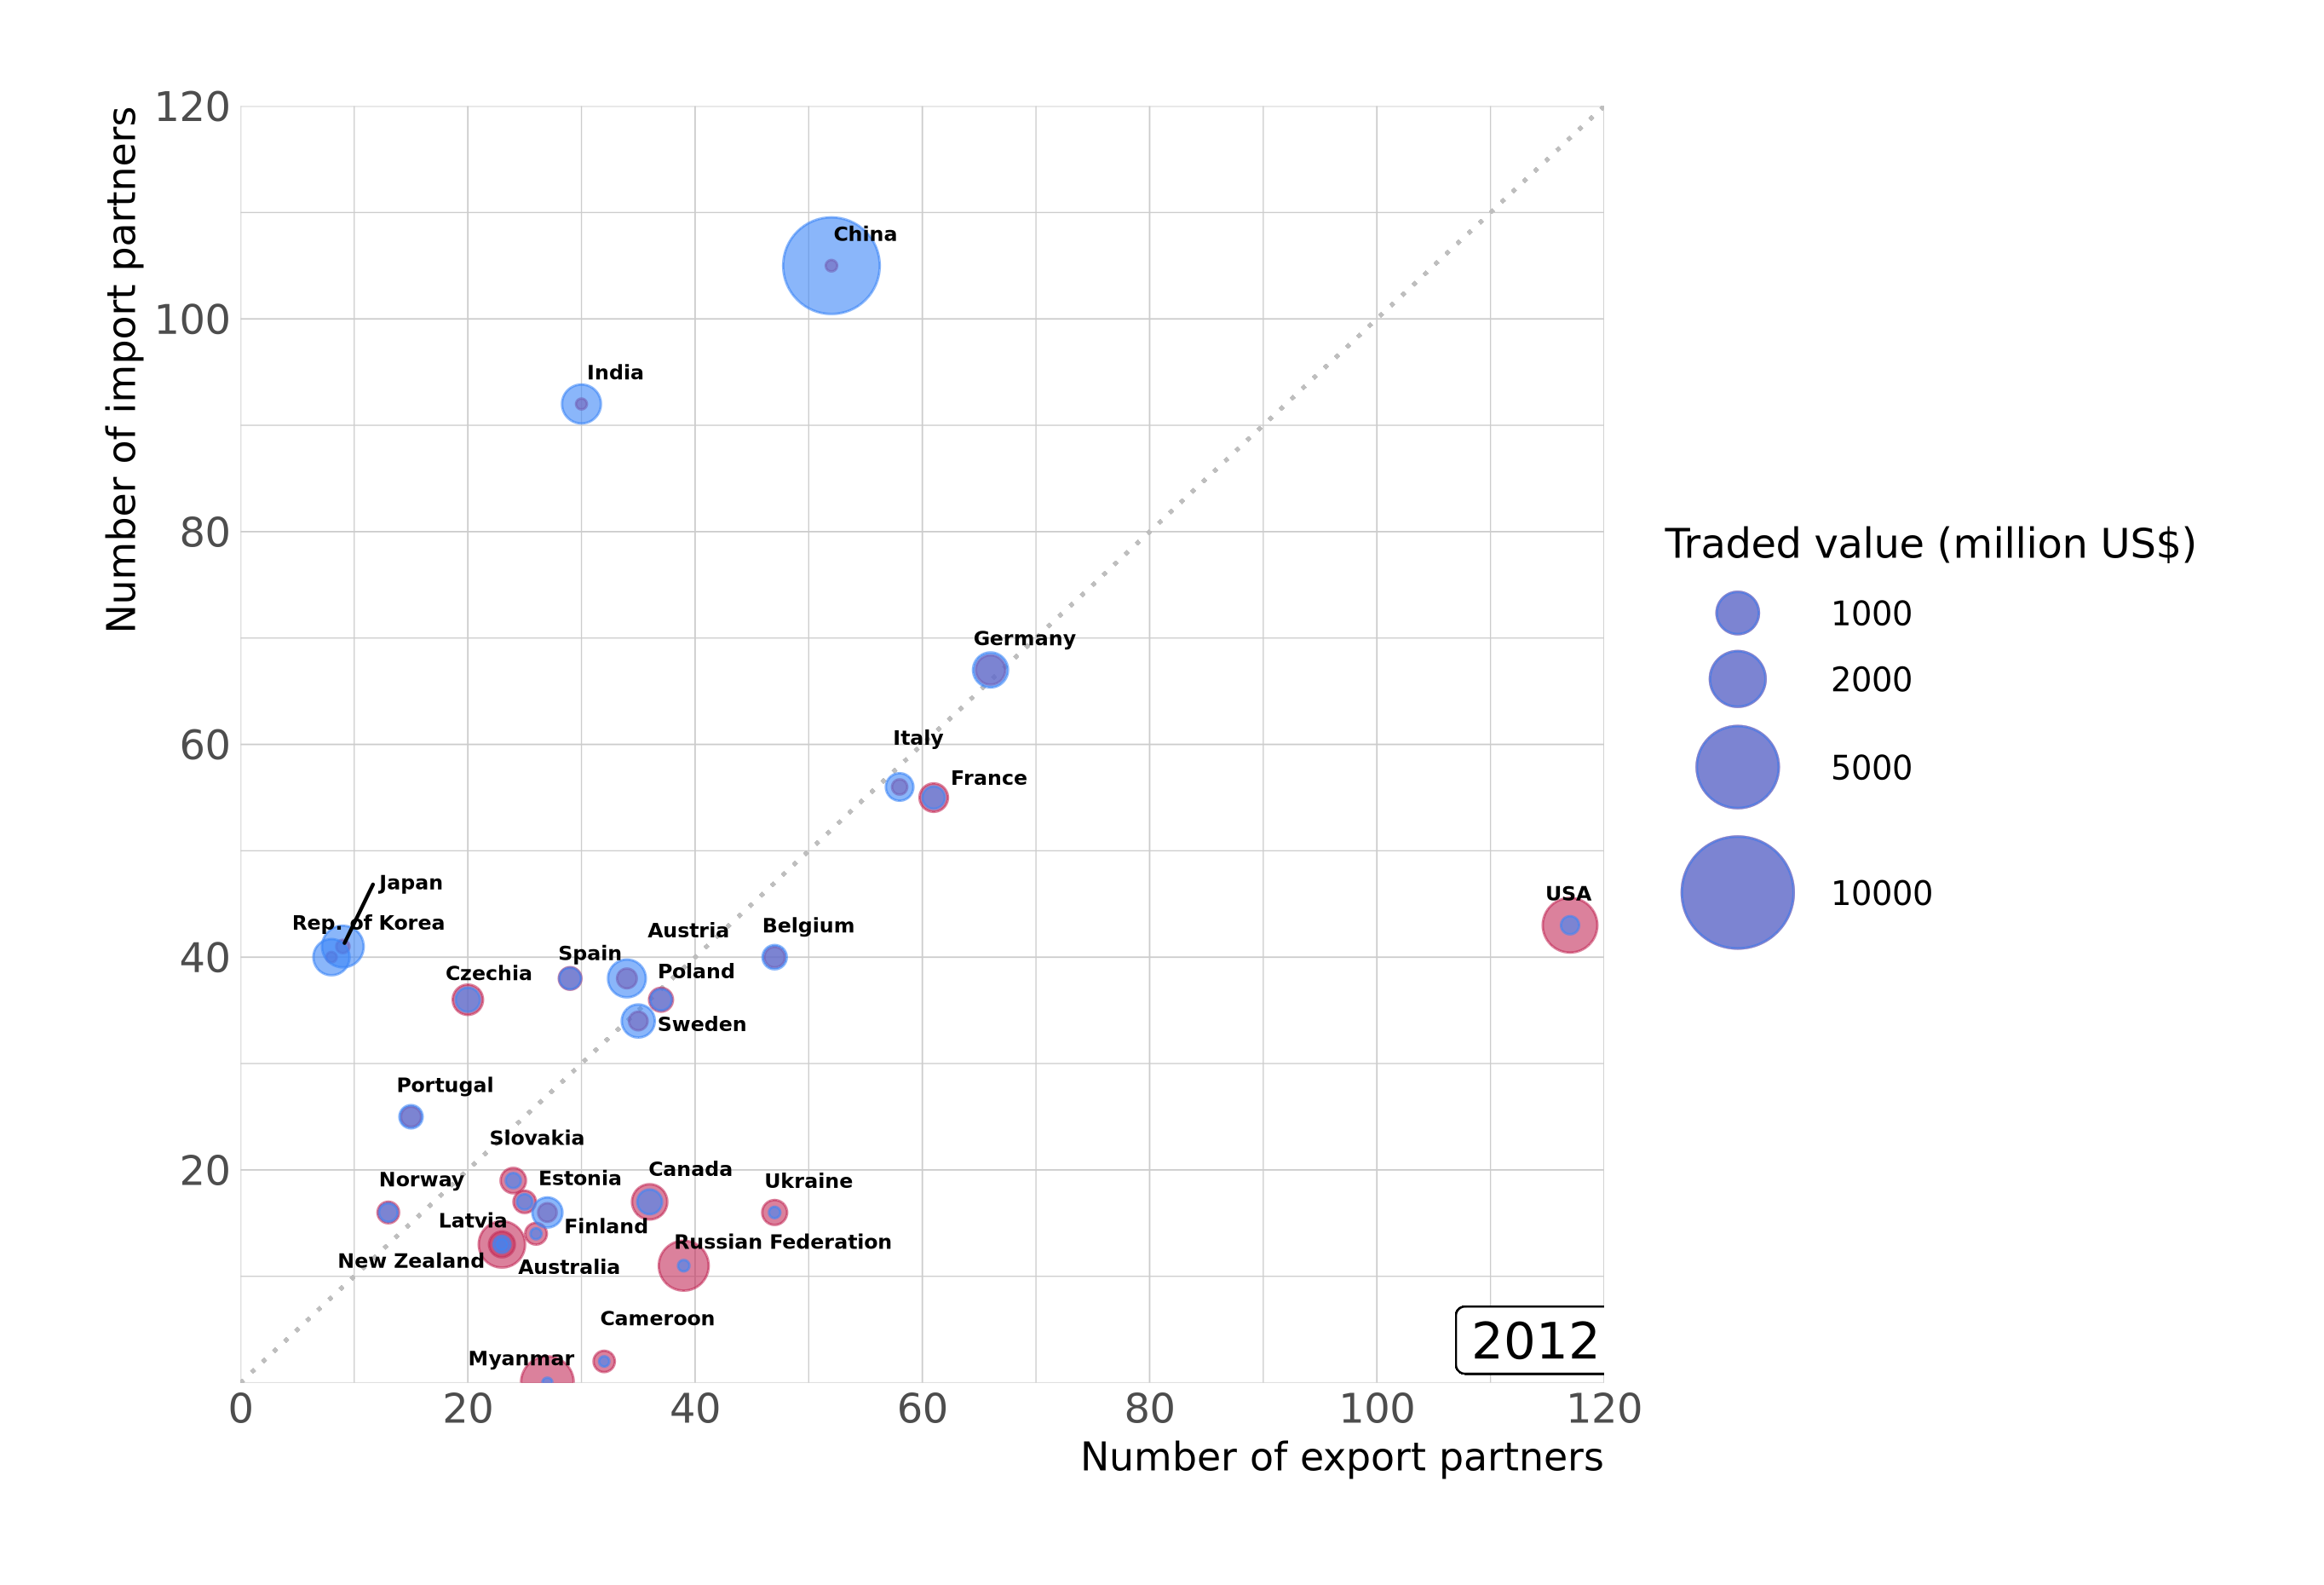 Number of import partners
120
100
80
60
40
20
China
India
Germany
Italy
France
Japan
USA
Rep. of Korea
Austria
Belgium
Spain
Czechia
Poland
Sweden
Portugal
Slovakia
Norway
Estonia
Canada
Ukraine
Latvia
Finland
Russian Federation
New Zealand
Australia
Cameroon
Myanmar
2012
0 20 40 60 80 100 120
Number of export partners
Traded value (million US$)
1000
2000
5000
10000